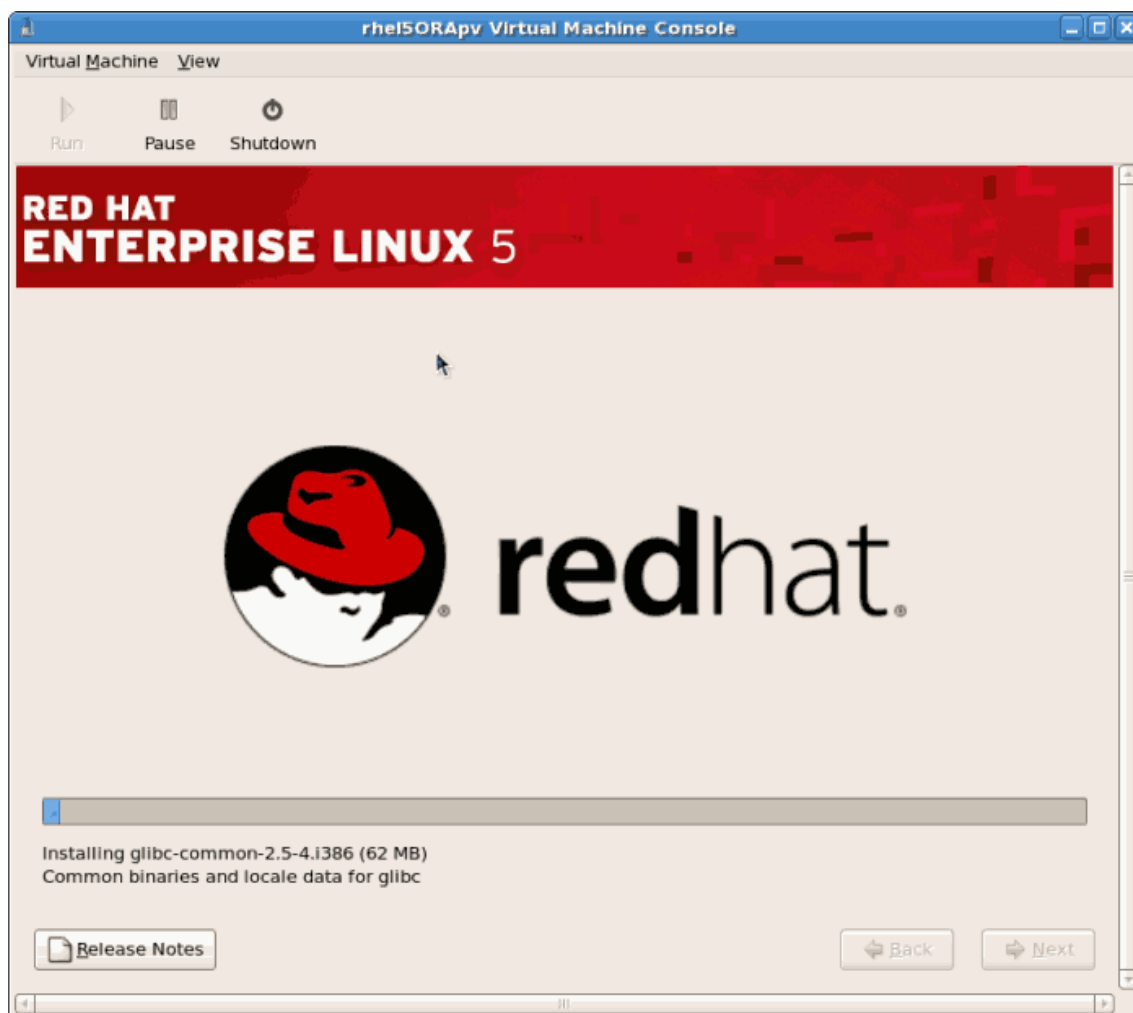 rhel5ORApv Virtual Machine Console
Virtual Machine View
Run Pause Shutdown
RED HAT
ENTERPRISE LINUX 5
redhat.
Installing glibc-common-2.5-4.i386 (62 MB)
Common binaries and locale data for glibc
Release Notes Back Next